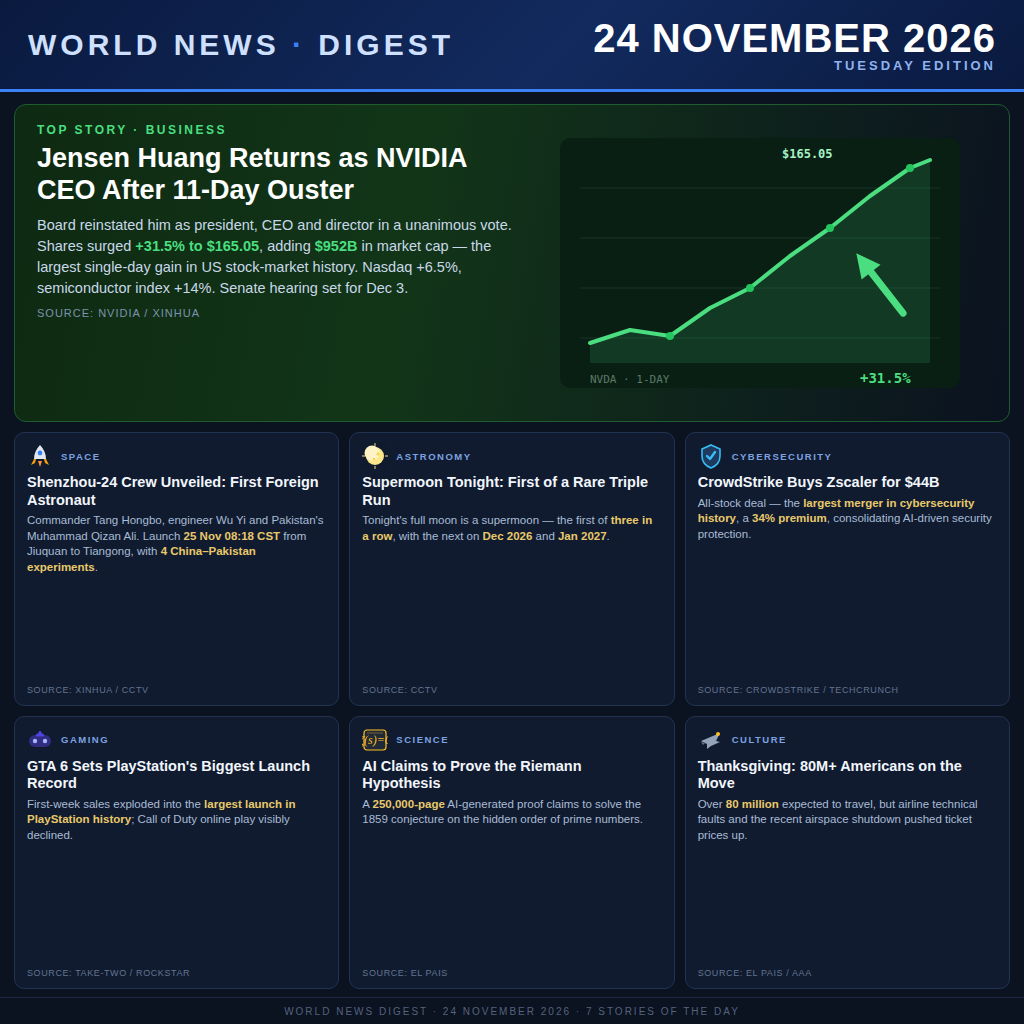 WORLD NEWS · DIGEST
24 NOVEMBER 2026
TUESDAY EDITION
TOP STORY · BUSINESS
Jensen Huang Returns as NVIDIA
CEO After 11-Day Ouster
Board reinstated him as president, CEO and director in a unanimous vote.
Shares surged +31.5% to $165.05, adding $952B in market cap — the
largest single-day gain in US stock-market history. Nasdaq +6.5%,
semiconductor index +14%. Senate hearing set for Dec 3.
SOURCE: NVIDIA / XINHUA
$165.05
NVDA · 1-DAY
+31.5%
SPACE
Shenzhou-24 Crew Unveiled: First Foreign
Astronaut
Commander Tang Hongbo, engineer Wu Yi and Pakistan's
Muhammad Qizan Ali. Launch 25 Nov 08:18 CST from
Jiuquan to Tiangong, with 4 China–Pakistan
experiments.
SOURCE: XINHUA / CCTV
ASTRONOMY
Supermoon Tonight: First of a Rare Triple
Run
Tonight's full moon is a supermoon — the first of three in
a row, with the next on Dec 2026 and Jan 2027.
SOURCE: CCTV
CYBERSECURITY
CrowdStrike Buys Zscaler for $44B
All-stock deal — the largest merger in cybersecurity
history, a 34% premium, consolidating AI-driven security
protection.
SOURCE: CROWDSTRIKE / TECHCRUNCH
GAMING
GTA 6 Sets PlayStation's Biggest Launch
Record
First-week sales exploded into the largest launch in
PlayStation history; Call of Duty online play visibly
declined.
SOURCE: TAKE-TWO / ROCKSTAR
SCIENCE
AI Claims to Prove the Riemann
Hypothesis
A 250,000-page AI-generated proof claims to solve the
1859 conjecture on the hidden order of prime numbers.
SOURCE: EL PAIS
CULTURE
Thanksgiving: 80M+ Americans on the
Move
Over 80 million expected to travel, but airline technical
faults and the recent airspace shutdown pushed ticket
prices up.
SOURCE: EL PAIS / AAA
WORLD NEWS DIGEST · 24 NOVEMBER 2026 · 7 STORIES OF THE DAY